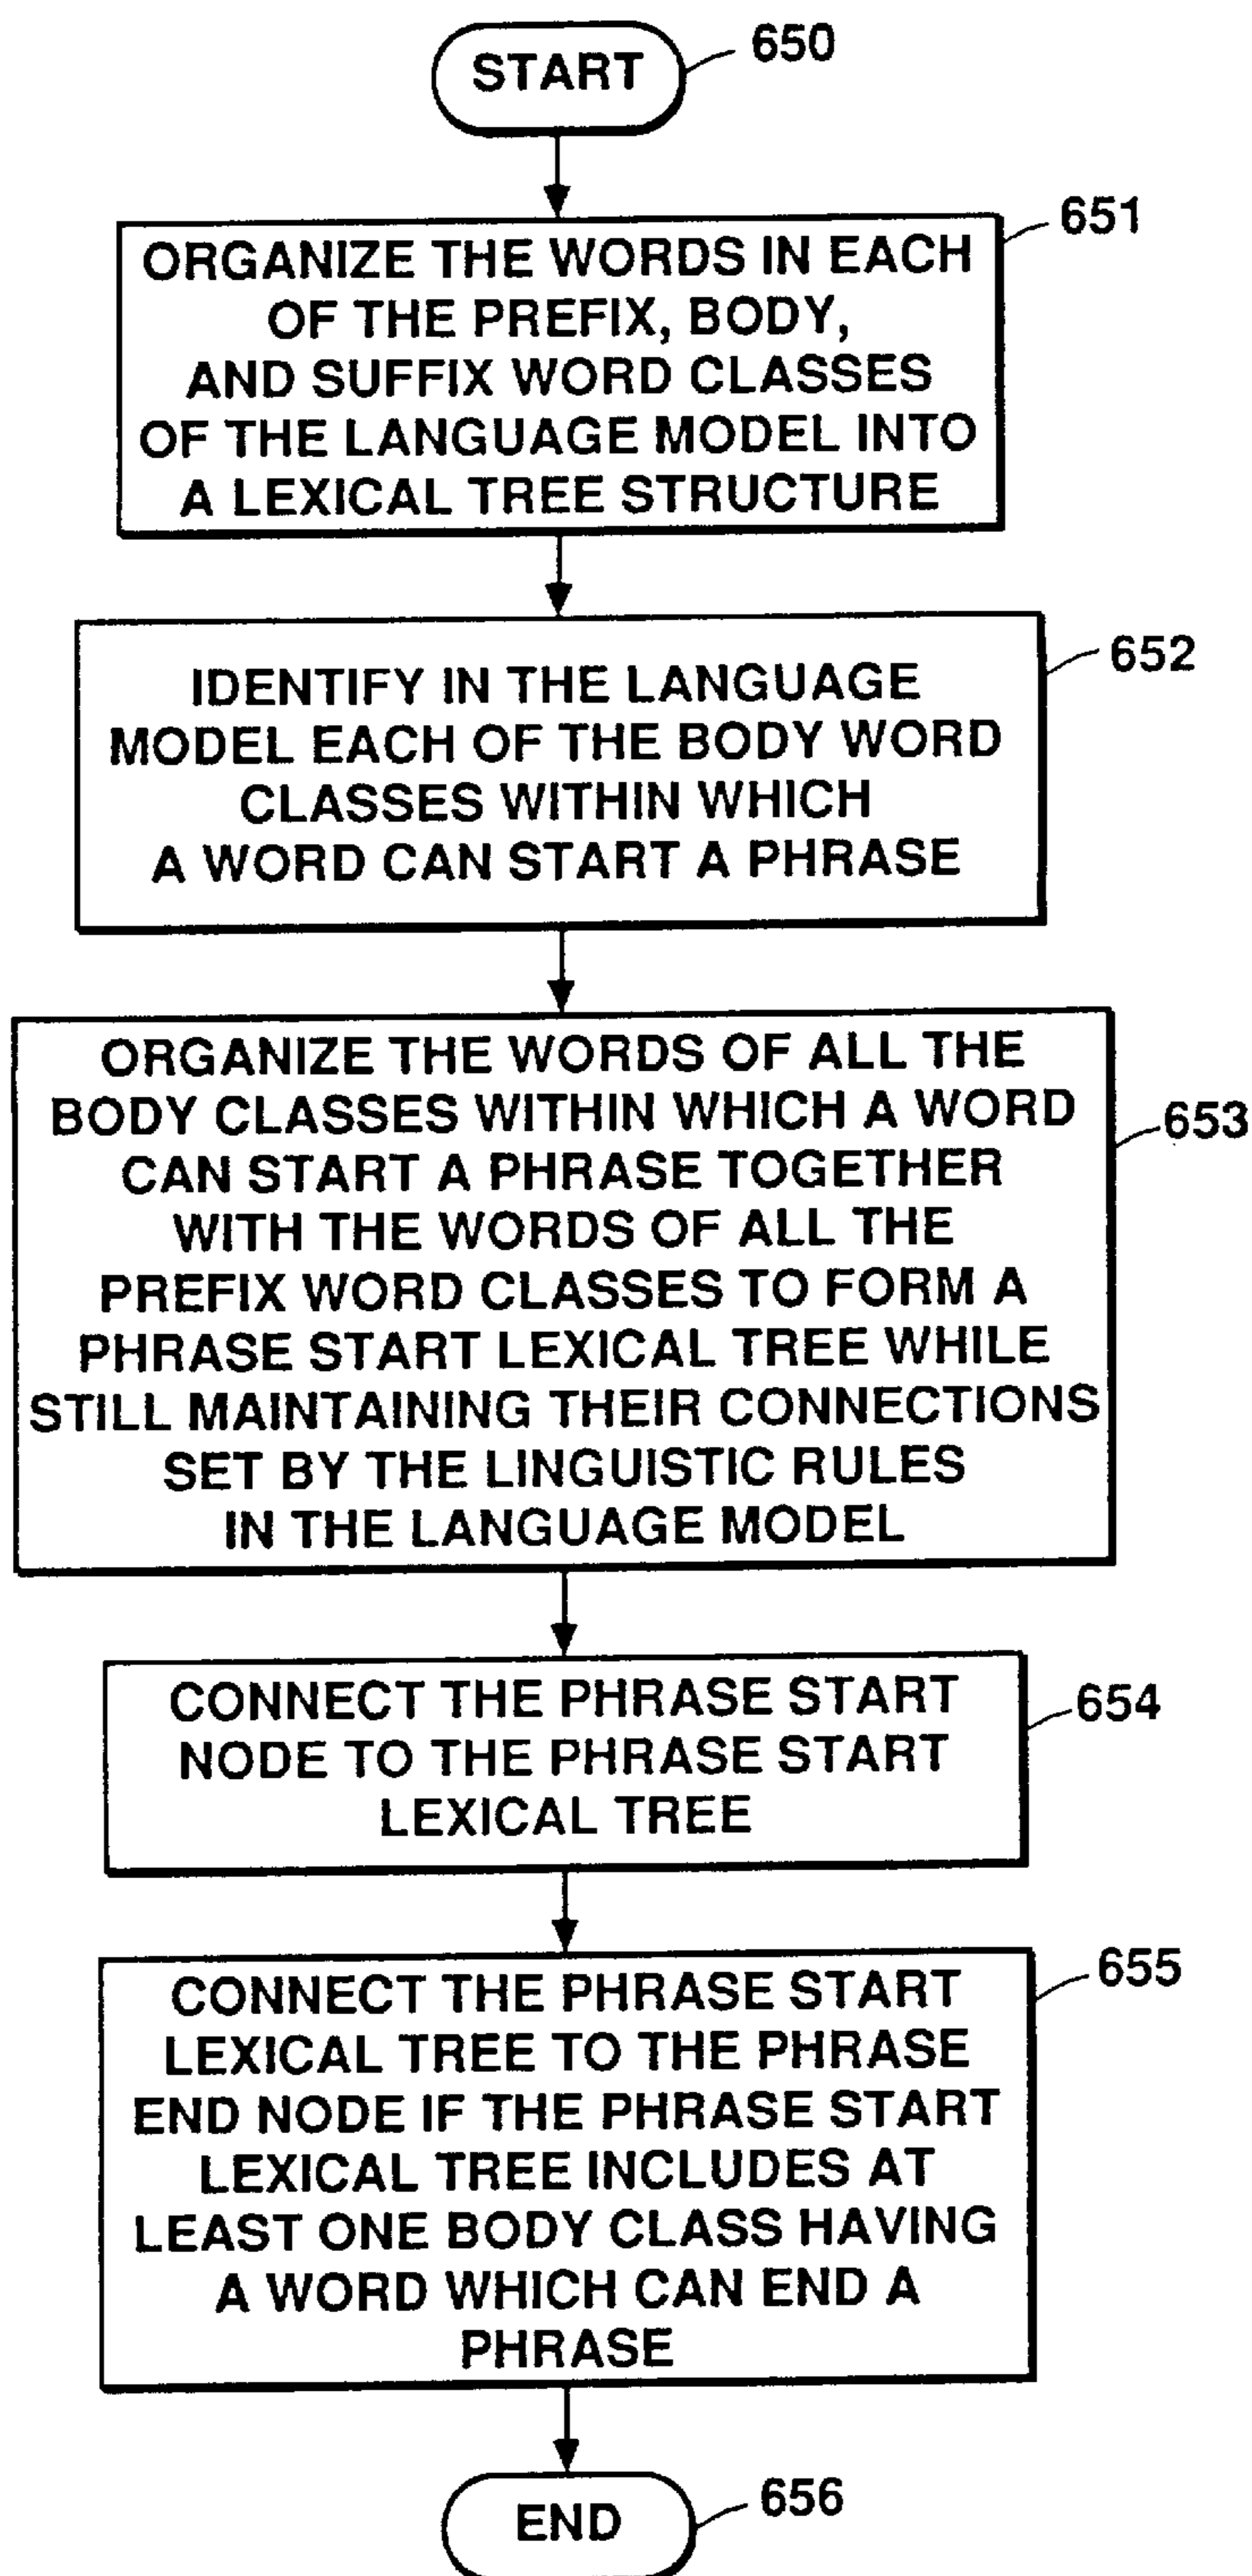 START
650
651
ORGANIZE THE WORDS IN EACH
OF THE PREFIX, BODY,
AND SUFFIX WORD CLASSES
OF THE LANGUAGE MODEL INTO
A LEXICAL TREE STRUCTURE
652
IDENTIFY IN THE LANGUAGE
MODEL EACH OF THE BODY WORD
CLASSES WITHIN WHICH
A WORD CAN START A PHRASE
653
ORGANIZE THE WORDS OF ALL THE
BODY CLASSES WITHIN WHICH A WORD
CAN START A PHRASE TOGETHER
WITH THE WORDS OF ALL THE
PREFIX WORD CLASSES TO FORM A
PHRASE START LEXICAL TREE WHILE
STILL MAINTAINING THEIR CONNECTIONS
SET BY THE LINGUISTIC RULES
IN THE LANGUAGE MODEL
654
CONNECT THE PHRASE START
NODE TO THE PHRASE START
LEXICAL TREE
655
CONNECT THE PHRASE START
LEXICAL TREE TO THE PHRASE
END NODE IF THE PHRASE START
LEXICAL TREE INCLUDES AT
LEAST ONE BODY CLASS HAVING
A WORD WHICH CAN END A
PHRASE
END
656